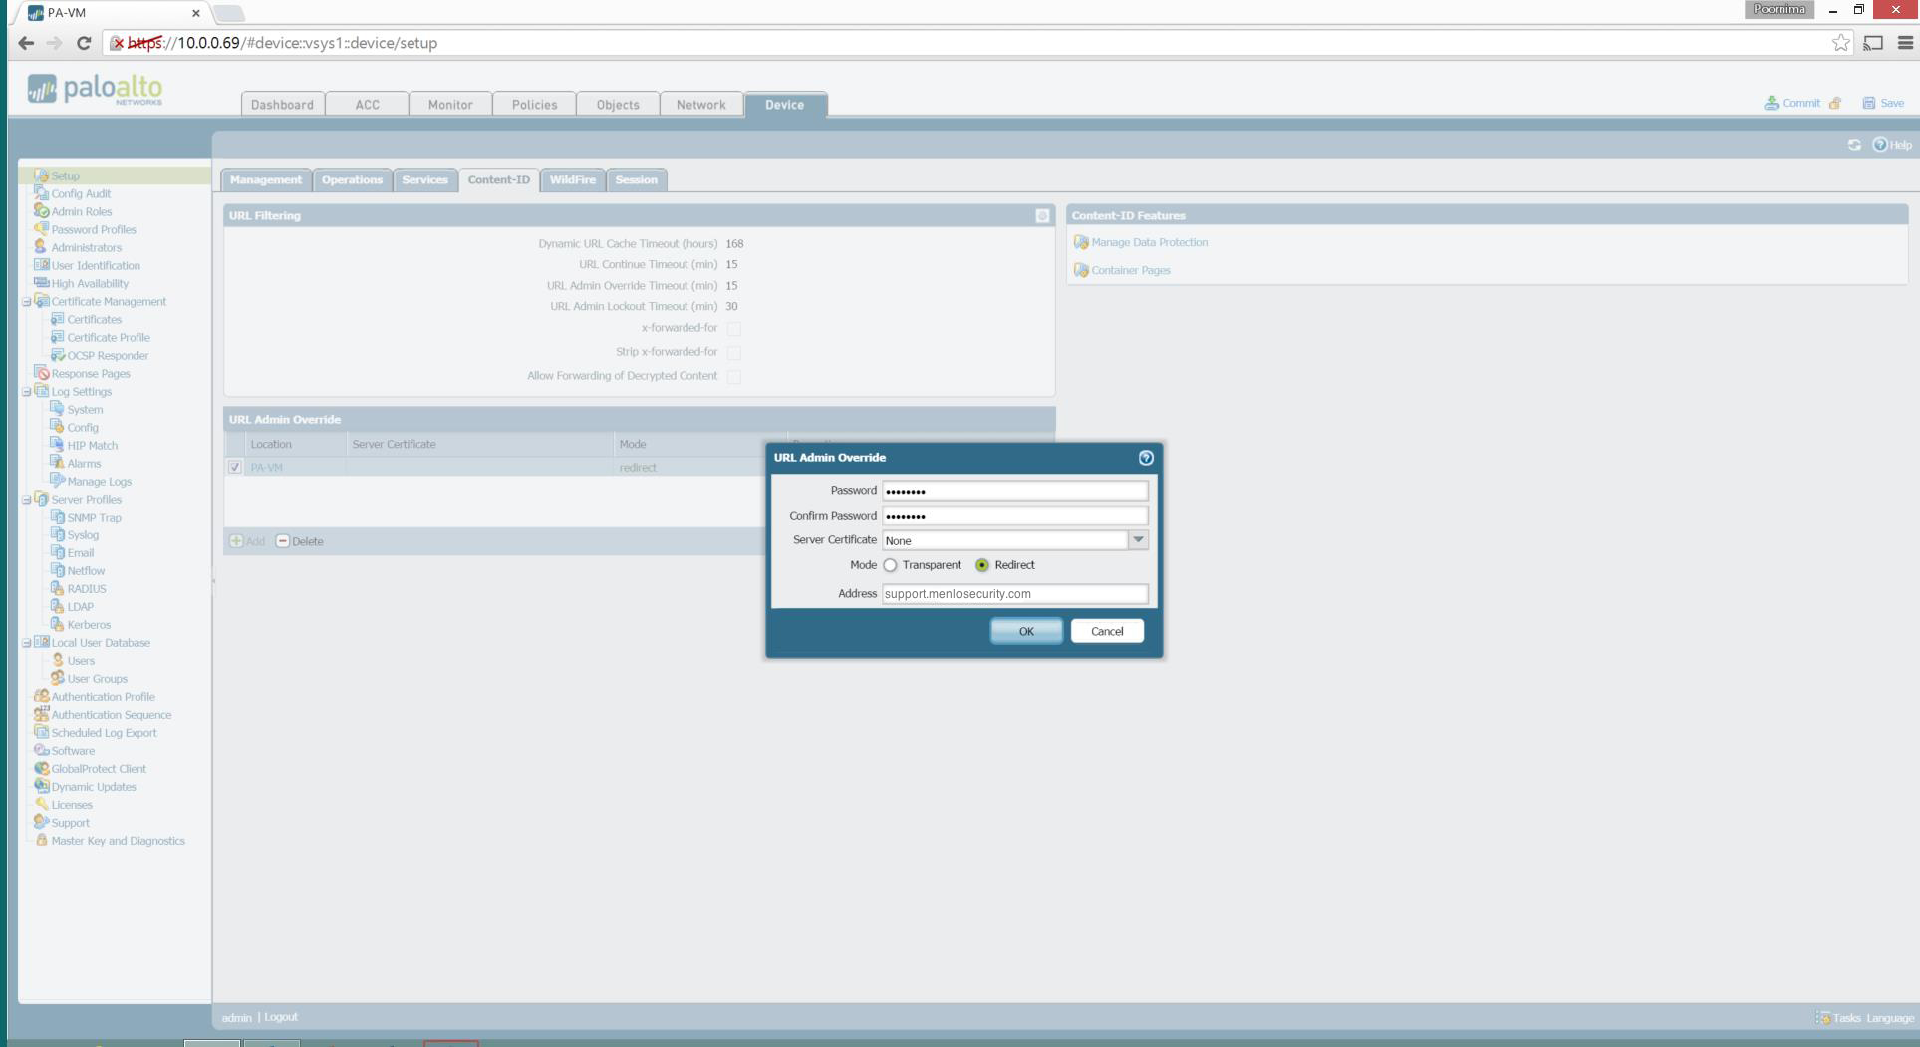 PA-VM
Poornima
https://10.0.0.69/#device::vsys1::device/setup
paloalto
NETWORKS
Dashboard ACC Monitor Policies Objects Network Device
Commit Save
Help
Setup
Config Audit
Admin Roles
Password Profiles
Administrators
User Identification
High Availability
Certificate Management
Certificates
Certificate Profile
OCSP Responder
Response Pages
Log Settings
System
Config
HIP Match
Alarms
Manage Logs
Server Profiles
SNMP Trap
Syslog
Email
Netflow
RADIUS
LDAP
Kerberos
Local User Database
Users
User Groups
Authentication Profile
Authentication Sequence
Scheduled Log Export
Software
GlobalProtect Client
Dynamic Updates
Licenses
Support
Master Key and Diagnostics
Management Operations Services Content-ID WildFire Session
URL Filtering
Dynamic URL Cache Timeout (hours) 168
URL Continue Timeout (min) 15
URL Admin Override Timeout (min) 15
URL Admin Lockout Timeout (min) 30
x-forwarded-for
Strip x-forwarded-for
Allow Forwarding of Decrypted Content
Content-ID Features
Manage Data Protection
Container Pages
URL Admin Override
Location Server Certificate Mode
PA-VM redirect
Add Delete
URL Admin Override
Password ••••••••
Confirm Password ••••••••
Server Certificate None
Mode Transparent Redirect
Address support.menlosecurity.com
OK Cancel
admin | Logout
Tasks Language